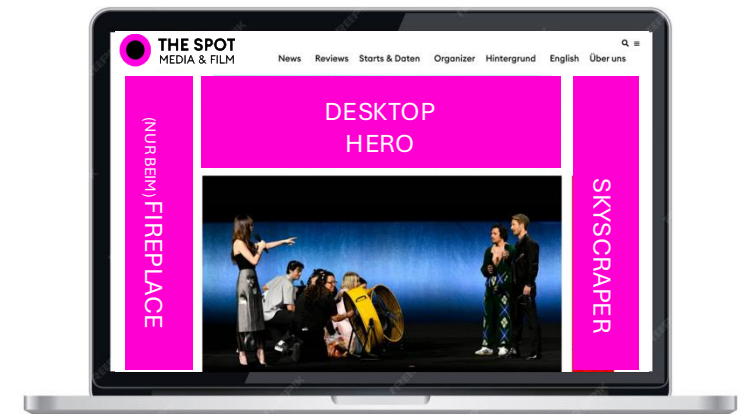 THE SPOT
MEDIA & FILM
News Reviews Starts & Daten Organizer Hintergrund English Über uns
DESKTOP
HERO
(NUR BEIM) FIREPLACE
SKYSCRAPER